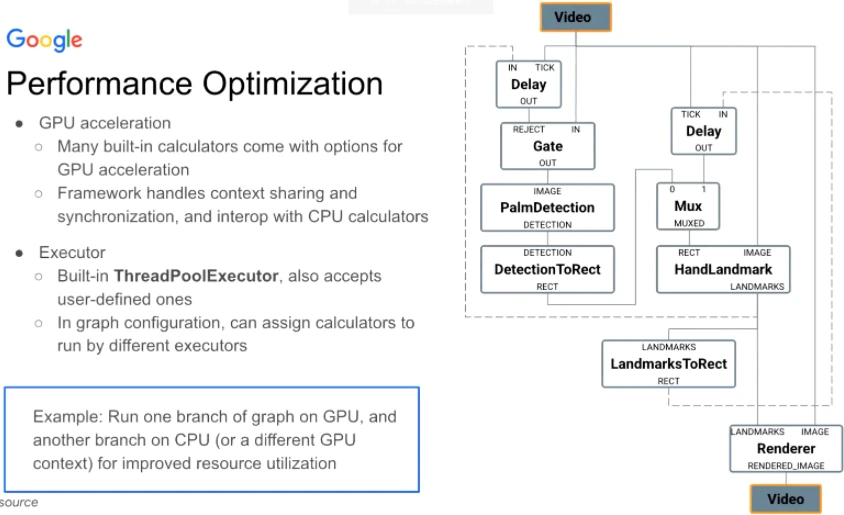 Google
Performance Optimization
● GPU acceleration
○ Many built-in calculators come with options for
GPU acceleration
○ Framework handles context sharing and
synchronization, and interop with CPU calculators
● Executor
○ Built-in ThreadPoolExecutor, also accepts
user-defined ones
○ In graph configuration, can assign calculators to
run by different executors
Example: Run one branch of graph on GPU, and
another branch on CPU (or a different GPU
context) for improved resource utilization
source
Video
IN TICK
Delay
OUT
REJECT IN
Gate
OUT
IMAGE
PalmDetection
DETECTION
DETECTION
DetectionToRect
RECT
TICK IN
Delay
OUT
0 1
Mux
MUXED
RECT IMAGE
HandLandmark
LANDMARKS
LANDMARKS
LandmarksToRect
RECT
LANDMARKS IMAGE
Renderer
RENDERED_IMAGE
Video